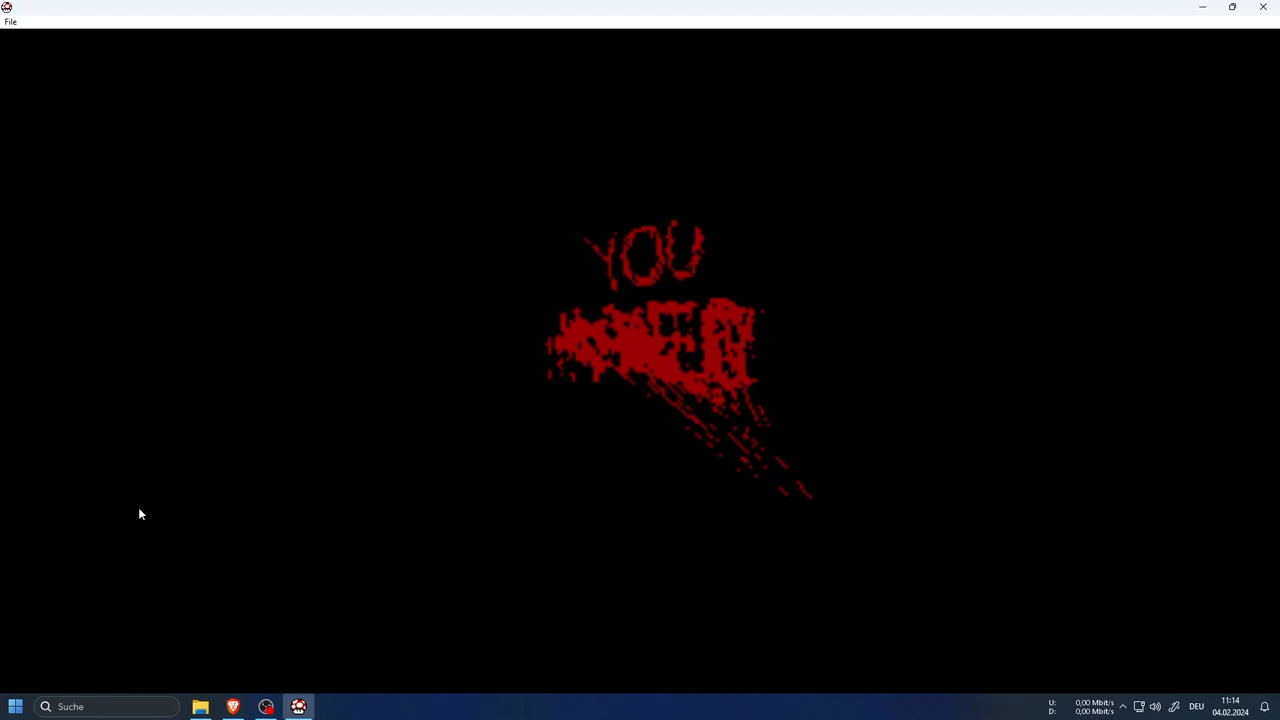 File
YOU
Suche
U: 0,00 Mbit/s
D: 0,00 Mbit/s
DEU
11:14
04.02.2024